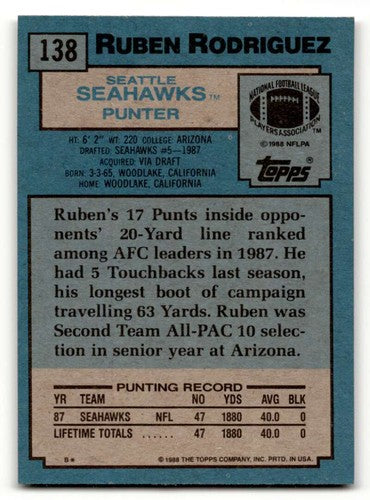 138 RUBEN RODRIGUEZ
SEATTLE
SEAHAWKS™
PUNTER
NATIONAL FOOTBALL LEAGUE
PLAYERS ASSOCIATION
©1988 NFLPA
topps®
HT: 6' 2" WT: 220 COLLEGE: ARIZONA
DRAFTED: SEAHAWKS #5—1987
ACQUIRED: VIA DRAFT
BORN: 3-3-65, WOODLAKE, CALIFORNIA
HOME: WOODLAKE, CALIFORNIA
Ruben's 17 Punts inside oppo-
nents' 20-Yard line ranked
among AFC leaders in 1987. He
had 5 Touchbacks last season,
his longest boot of campaign
travelling 63 Yards. Ruben was
Second Team All-PAC 10 selec-
tion in senior year at Arizona.
PUNTING RECORD
YR TEAM NO YDS AVG BLK
87 SEAHAWKS NFL 47 1880 40.0 0
LIFETIME TOTALS ...... 47 1880 40.0 0
B* © 1988 THE TOPPS COMPANY, INC. PRTD. IN U.S.A.